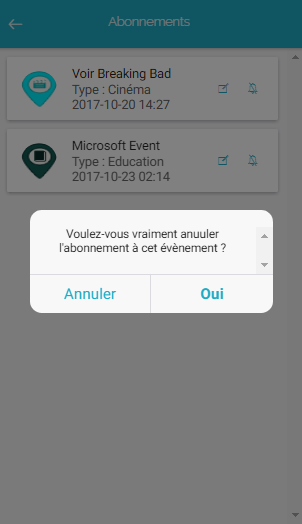 Abonnements
Voir Breaking Bad
Type : Cinéma
2017-10-20 14:27
Microsoft Event
Type : Education
2017-10-23 02:14
Voulez-vous vraiment anuuler
l'abonnement à cet évènement ?
Annuler
Oui